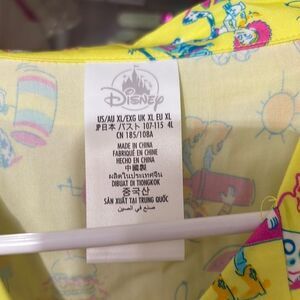 Disney
US/AU XL/EXG UK XL EU XL
JP 日本 バスト 107-115 4L
CN 185/108A
MADE IN CHINA
FABRIQUÉ EN CHINE
HECHO EN CHINA
中國製
ผลิตในประเทศจีน
DIBUAT DI TIONGKOK
중국산
SẢN XUẤT TẠI TRUNG QUỐC
صنع في الصين